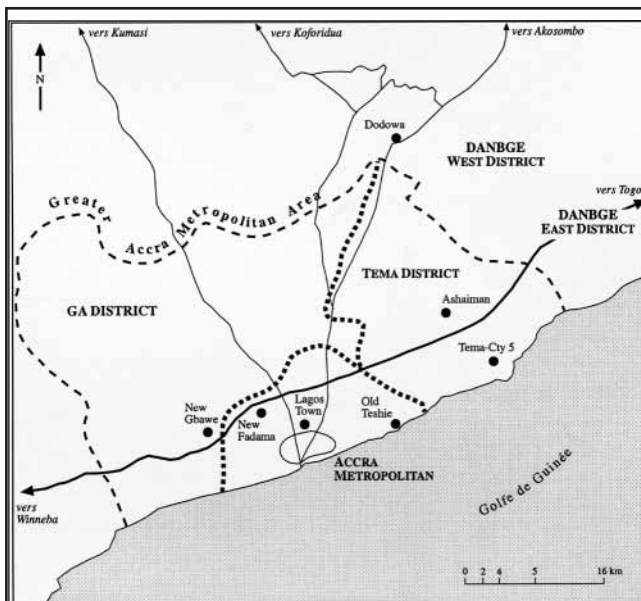 vers Kumasi
vers Koforidua
vers Akosombo
N
Dodowa
DANBGE
WEST DISTRICT
vers Togo
Greate
Accra Metropolitan Area
DANBGE
EAST DISTRICT
TEMA DISTRICT
GA DISTRICT
Ashaiman
Tema-Cty 5
New
Gbawe
New
Fadama
Lagos
Town
Old
Teshie
ACCRA
METROPOLITAN
vers
Winneba
Golfe de Guinée
0 2 4 5 16 km